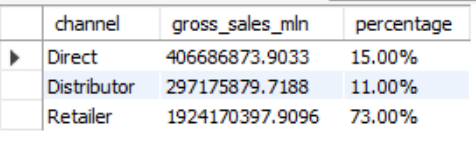 channel gross_sales_mln percentage
Direct 406686873.9033 15.00%
Distributor 297175879.7188 11.00%
Retailer 1924170397.9096 73.00%